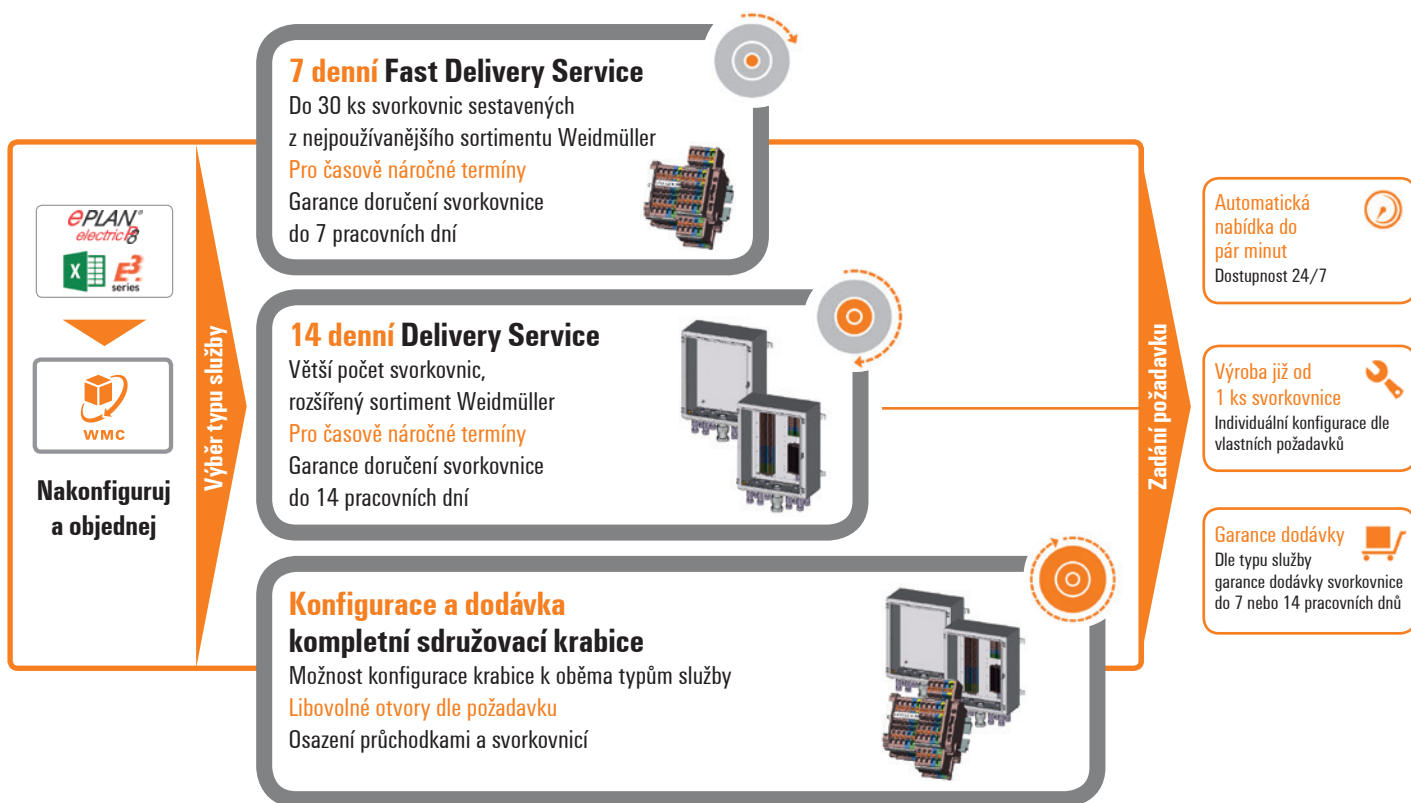 ePLAN®
electric P8
X
E³
series
WMC
Nakonfiguruj
a objednej
Výběr typu služby
7 denní Fast Delivery Service
Do 30 ks svorkovnic sestavených
z nejpoužívanějšího sortimentu Weidmüller
Pro časově náročné termíny
Garance doručení svorkovnice
do 7 pracovních dní
14 denní Delivery Service
Větší počet svorkovnic,
rozšířený sortiment Weidmüller
Pro časově náročné termíny
Garance doručení svorkovnice
do 14 pracovních dní
Konfigurace a dodávka
kompletní sdružovací krabice
Možnost konfigurace krabice k oběma typům služby
Libovolné otvory dle požadavku
Osazení průchodkami a svorkovnicí
Zadání požadavku
Automatická
nabídka do
pár minut
Dostupnost 24/7
Výroba již od
1 ks svorkovnice
Individuální konfigurace dle
vlastních požadavků
Garance dodávky
Dle typu služby
garance dodávky svorkovnice
do 7 nebo 14 pracovních dnů